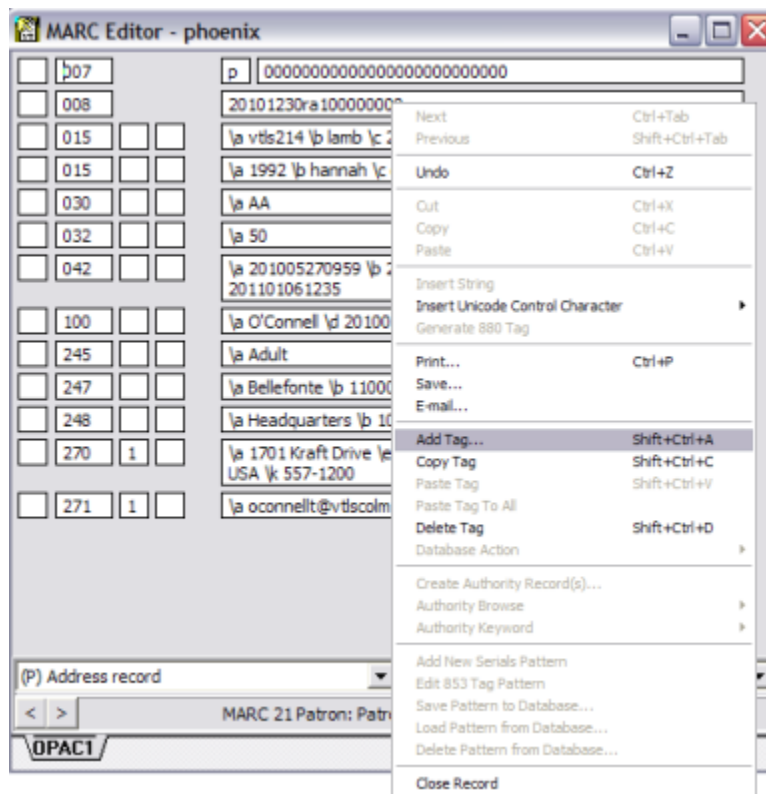 MARC Editor - phoenix
007 p 00000000000000000000000000
008 20101230ra100000000
015 \a vtls214 \b lamb \c 2
015 \a 1992 \b hannah \c
030 \a AA
032 \a 50
042 \a 201005270959 \b 2
201101061235
100 \a O'Connell \d 20100
245 \a Adult
247 \a Bellefonte \b 11000
248 \a Headquarters \b 10
270 1 \a 1701 Kraft Drive \e
USA \k 557-1200
271 1 \a oconnellt@vtlscolm
(P) Address record
< > MARC 21 Patron: Patr
OPAC1
Next Ctrl+Tab
Previous Shift+Ctrl+Tab
Undo Ctrl+Z
Cut Ctrl+X
Copy Ctrl+C
Paste Ctrl+V
Insert String
Insert Unicode Control Character
Generate 880 Tag
Print... Ctrl+P
Save...
E-mail...
Add Tag... Shift+Ctrl+A
Copy Tag Shift+Ctrl+C
Paste Tag Shift+Ctrl+V
Paste Tag To All
Delete Tag Shift+Ctrl+D
Database Action
Create Authority Record(s)...
Authority Browse
Authority Keyword
Add New Serials Pattern
Edit 853 Tag Pattern
Save Pattern to Database...
Load Pattern from Database...
Delete Pattern from Database...
Close Record